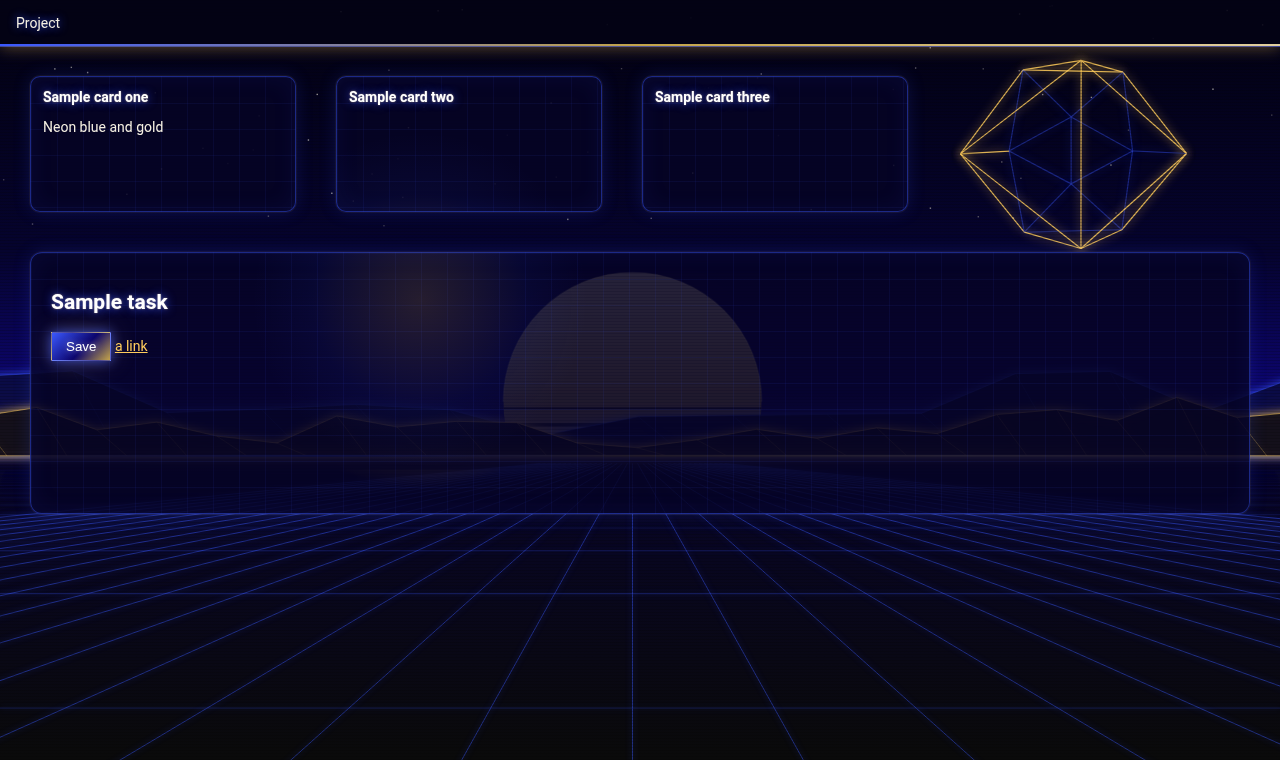 Project
Sample card one
Neon blue and gold
Sample card two
Sample card three
Sample task
Save a link